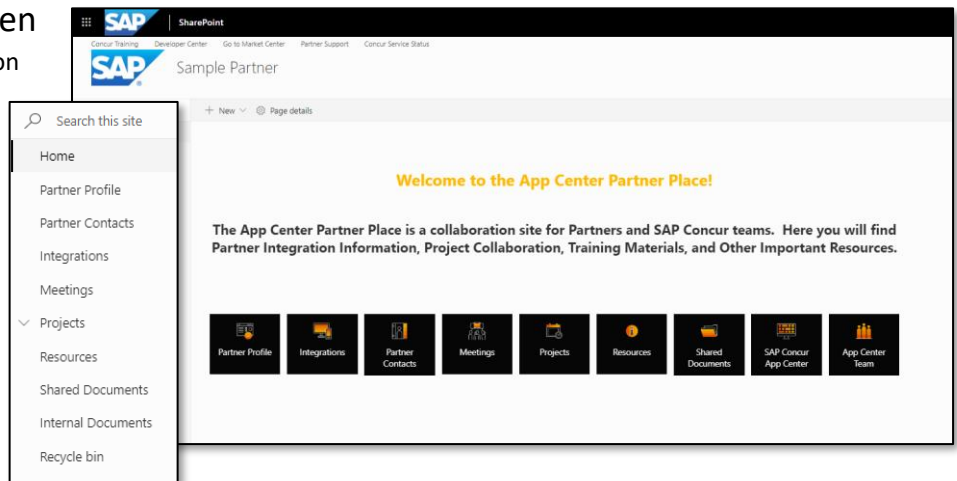 en
on
SAP SharePoint
Concur Training Developer Center Go to Market Center Partner Support Concur Service Status
SAP Sample Partner
+ New Page details
Search this site
Home
Partner Profile
Partner Contacts
Integrations
Meetings
Projects
Resources
Shared Documents
Internal Documents
Recycle bin
Welcome to the App Center Partner Place!
The App Center Partner Place is a collaboration site for Partners and SAP Concur teams. Here you will find
Partner Integration Information, Project Collaboration, Training Materials, and Other Important Resources.
Partner Profile
Integrations
Partner
Contacts
Meetings
Projects
Resources
Shared
Documents
SAP Concur
App Center
App Center
Team